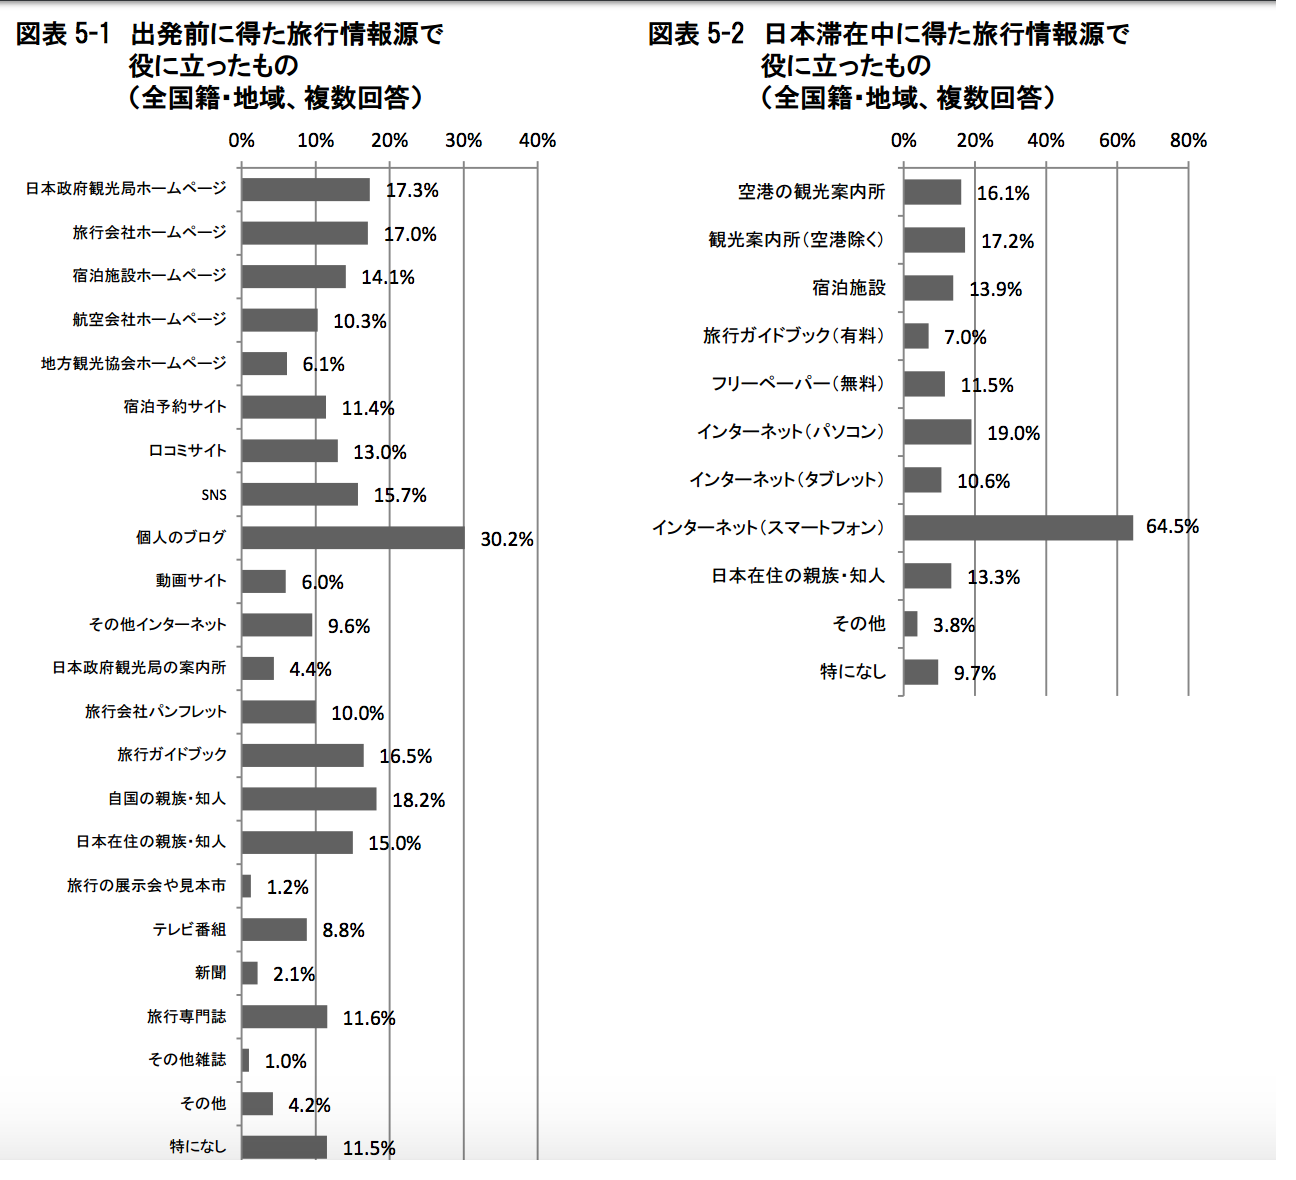 図表 5-1 出発前に得た旅行情報源で
役に立ったもの
（全国籍・地域、複数回答）
0% 10% 20% 30% 40%
日本政府観光局ホームページ 17.3%
旅行会社ホームページ 17.0%
宿泊施設ホームページ 14.1%
航空会社ホームページ 10.3%
地方観光協会ホームページ 6.1%
宿泊予約サイト 11.4%
口コミサイト 13.0%
SNS 15.7%
個人のブログ 30.2%
動画サイト 6.0%
その他インターネット 9.6%
日本政府観光局の案内所 4.4%
旅行会社パンフレット 10.0%
旅行ガイドブック 16.5%
自国の親族・知人 18.2%
日本在住の親族・知人 15.0%
旅行の展示会や見本市 1.2%
テレビ番組 8.8%
新聞 2.1%
旅行専門誌 11.6%
その他雑誌 1.0%
その他 4.2%
特になし 11.5%
図表 5-2 日本滞在中に得た旅行情報源で
役に立ったもの
（全国籍・地域、複数回答）
0% 20% 40% 60% 80%
空港の観光案内所 16.1%
観光案内所（空港除く） 17.2%
宿泊施設 13.9%
旅行ガイドブック（有料） 7.0%
フリーペーパー（無料） 11.5%
インターネット（パソコン） 19.0%
インターネット（タブレット） 10.6%
インターネット（スマートフォン） 64.5%
日本在住の親族・知人 13.3%
その他 3.8%
特になし 9.7%